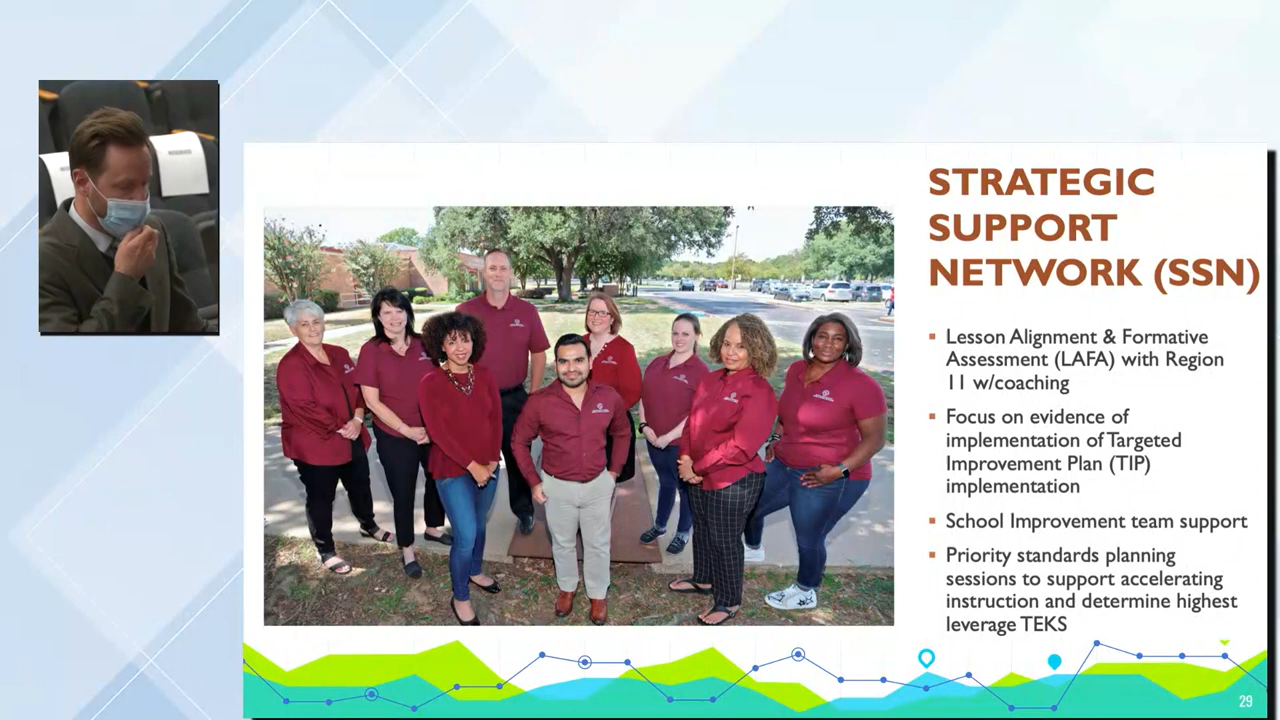 RESERVED
STRATEGIC
SUPPORT
NETWORK (SSN)
Lesson Alignment & Formative
Assessment (LAFA) with Region
11 w/coaching
Focus on evidence of
implementation of Targeted
Improvement Plan (TIP)
implementation
School Improvement team support
Priority standards planning
sessions to support accelerating
instruction and determine highest
leverage TEKS
29